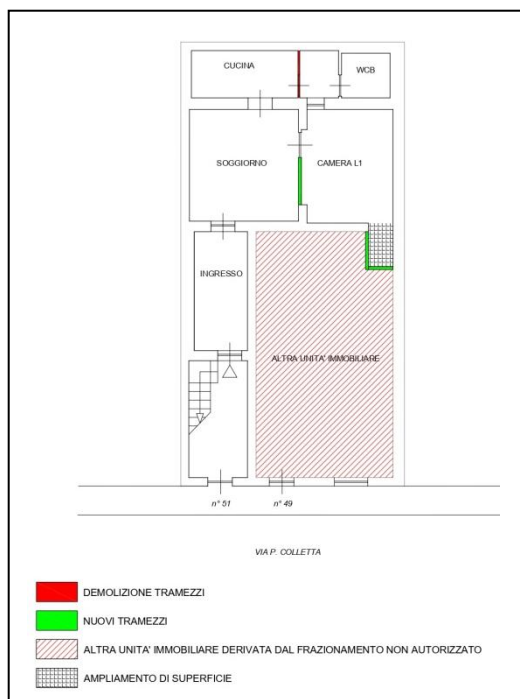 CUCINA
WCB
SOGGIORNO
CAMERA L1
INGRESSO
ALTRA UNITA' IMMOBILIARE
n° 51
n° 49
VIA P. COLLETTA
DEMOLIZIONE TRAMEZZI
NUOVI TRAMEZZI
ALTRA UNITA' IMMOBILIARE DERIVATA DAL FRAZIONAMENTO NON AUTORIZZATO
AMPLIAMENTO DI SUPERFICIE